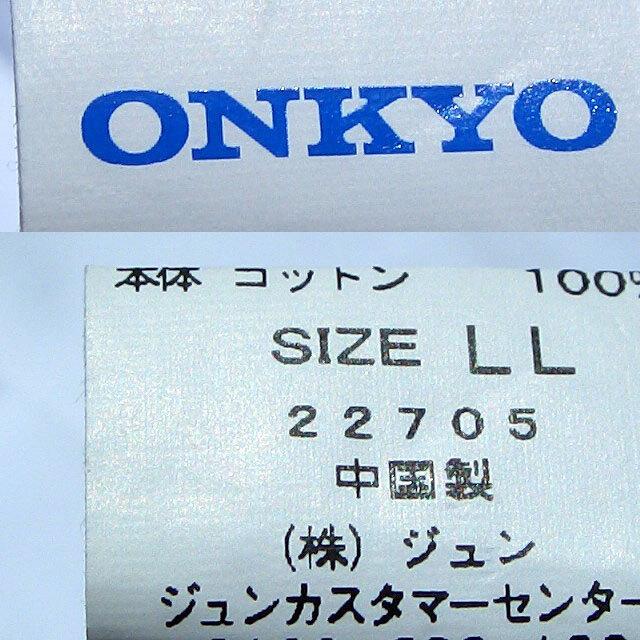 ONKYO
本体 コットン 100%
SIZE LL
22705
中国製
(株) ジュン
ジュンカスタマーセンター